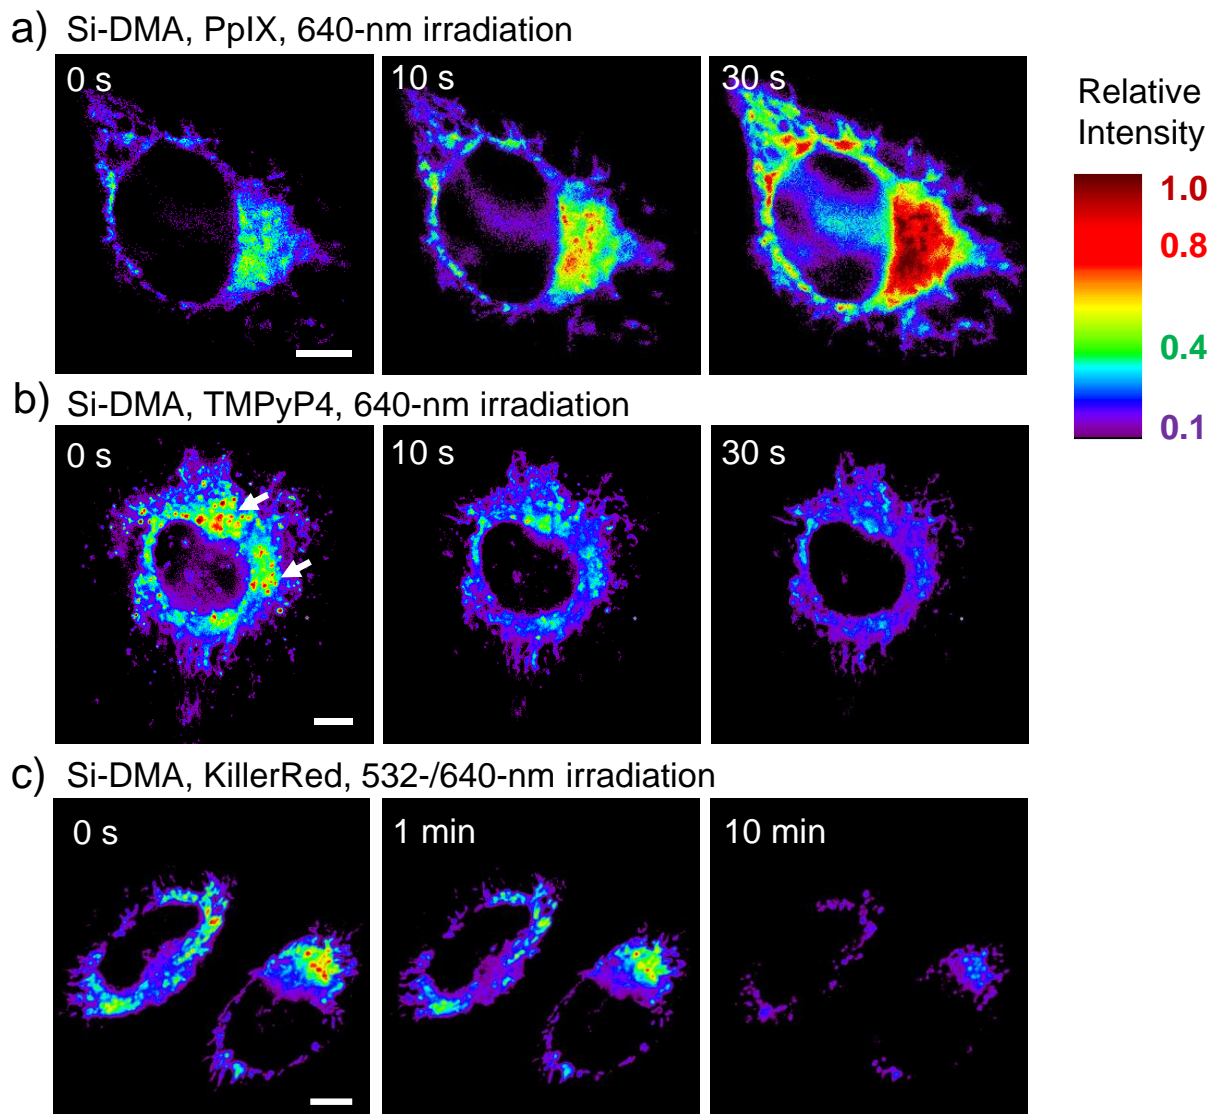 a) Si-DMA, PpIX, 640-nm irradiation
0 s
10 s
30 s
Relative
Intensity
1.0
0.8
0.4
0.1
b) Si-DMA, TMPyP4, 640-nm irradiation
0 s
10 s
30 s
c) Si-DMA, KillerRed, 532-/640-nm irradiation
0 s
1 min
10 min